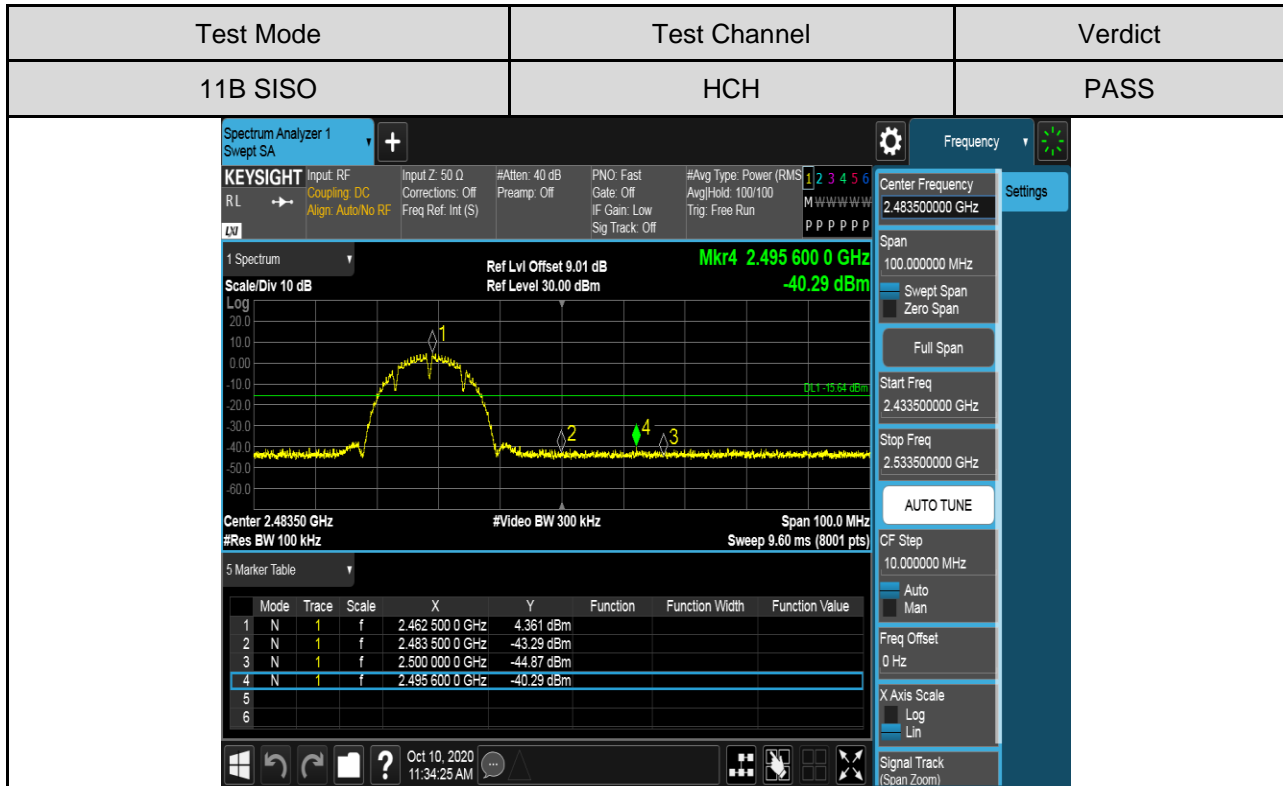 Test Mode Test Channel Verdict
11B SISO HCH PASS
Spectrum Analyzer 1
Swept SA
+
Frequency
KEYSIGHT
RL
LXI
Input: RF
Coupling: DC
Align: Auto/No RF
Input Z: 50 Ω
Corrections: Off
Freq Ref: Int (S)
#Atten: 40 dB
Preamp: Off
PNO: Fast
Gate: Off
IF Gain: Low
Sig Track: Off
#Avg Type: Power (RMS
Avg|Hold: 100/100
Trig: Free Run
1 2 3 4 5 6
M W W W W W
P P P P P P
1 Spectrum
Scale/Div 10 dB
Ref Lvl Offset 9.01 dB
Ref Level 30.00 dBm
Mkr4 2.495 600 0 GHz
-40.29 dBm
Log
20.0
10.0
0.00
-10.0
-20.0
-30.0
-40.0
-50.0
-60.0
1
2
4
3
DL1 -15.64 dBm
Center 2.48350 GHz #Video BW 300 kHz Span 100.0 MHz
#Res BW 100 kHz Sweep 9.60 ms (8001 pts)
5 Marker Table
Mode Trace Scale X Y Function Function Width Function Value
1 N 1 f 2.462 500 0 GHz 4.361 dBm
2 N 1 f 2.483 500 0 GHz -43.29 dBm
3 N 1 f 2.500 000 0 GHz -44.87 dBm
4 N 1 f 2.495 600 0 GHz -40.29 dBm
5
6
?
Oct 10, 2020
11:34:25 AM
Center Frequency
2.483500000 GHz
Settings
Span
100.000000 MHz
Swept Span
Zero Span
Full Span
Start Freq
2.433500000 GHz
Stop Freq
2.533500000 GHz
AUTO TUNE
CF Step
10.000000 MHz
Auto
Man
Freq Offset
0 Hz
X Axis Scale
Log
Lin
Signal Track
(Span Zoom)